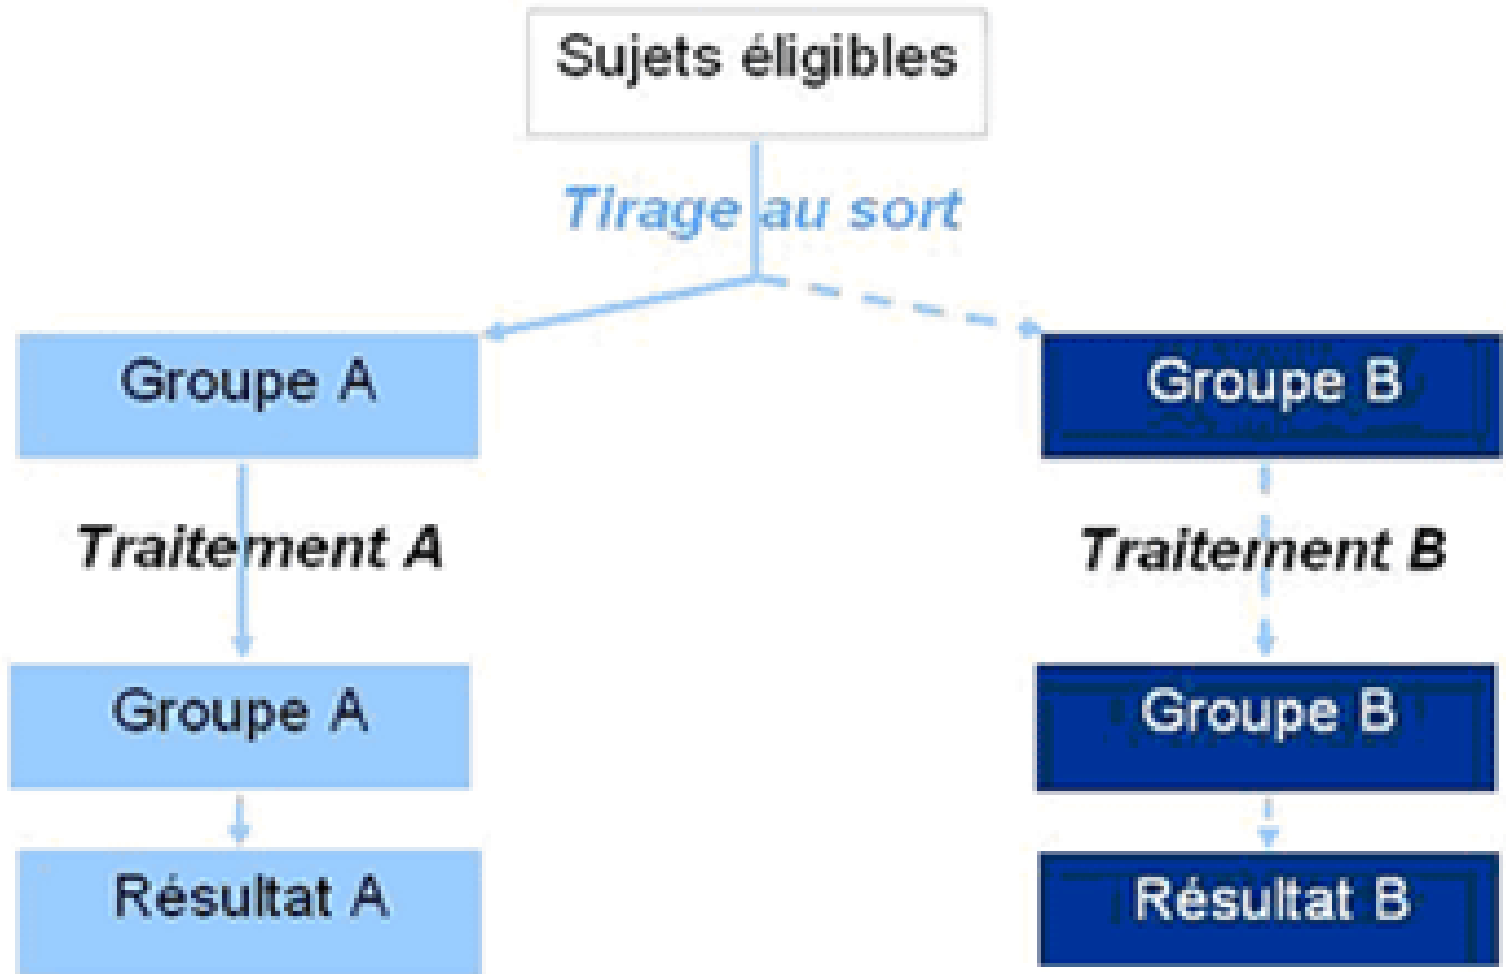 Sujets éligibles
Tirage au sort
Groupe A
Groupe B
Traitement A
Traitement B
Groupe A
Groupe B
Résultat A
Résultat B